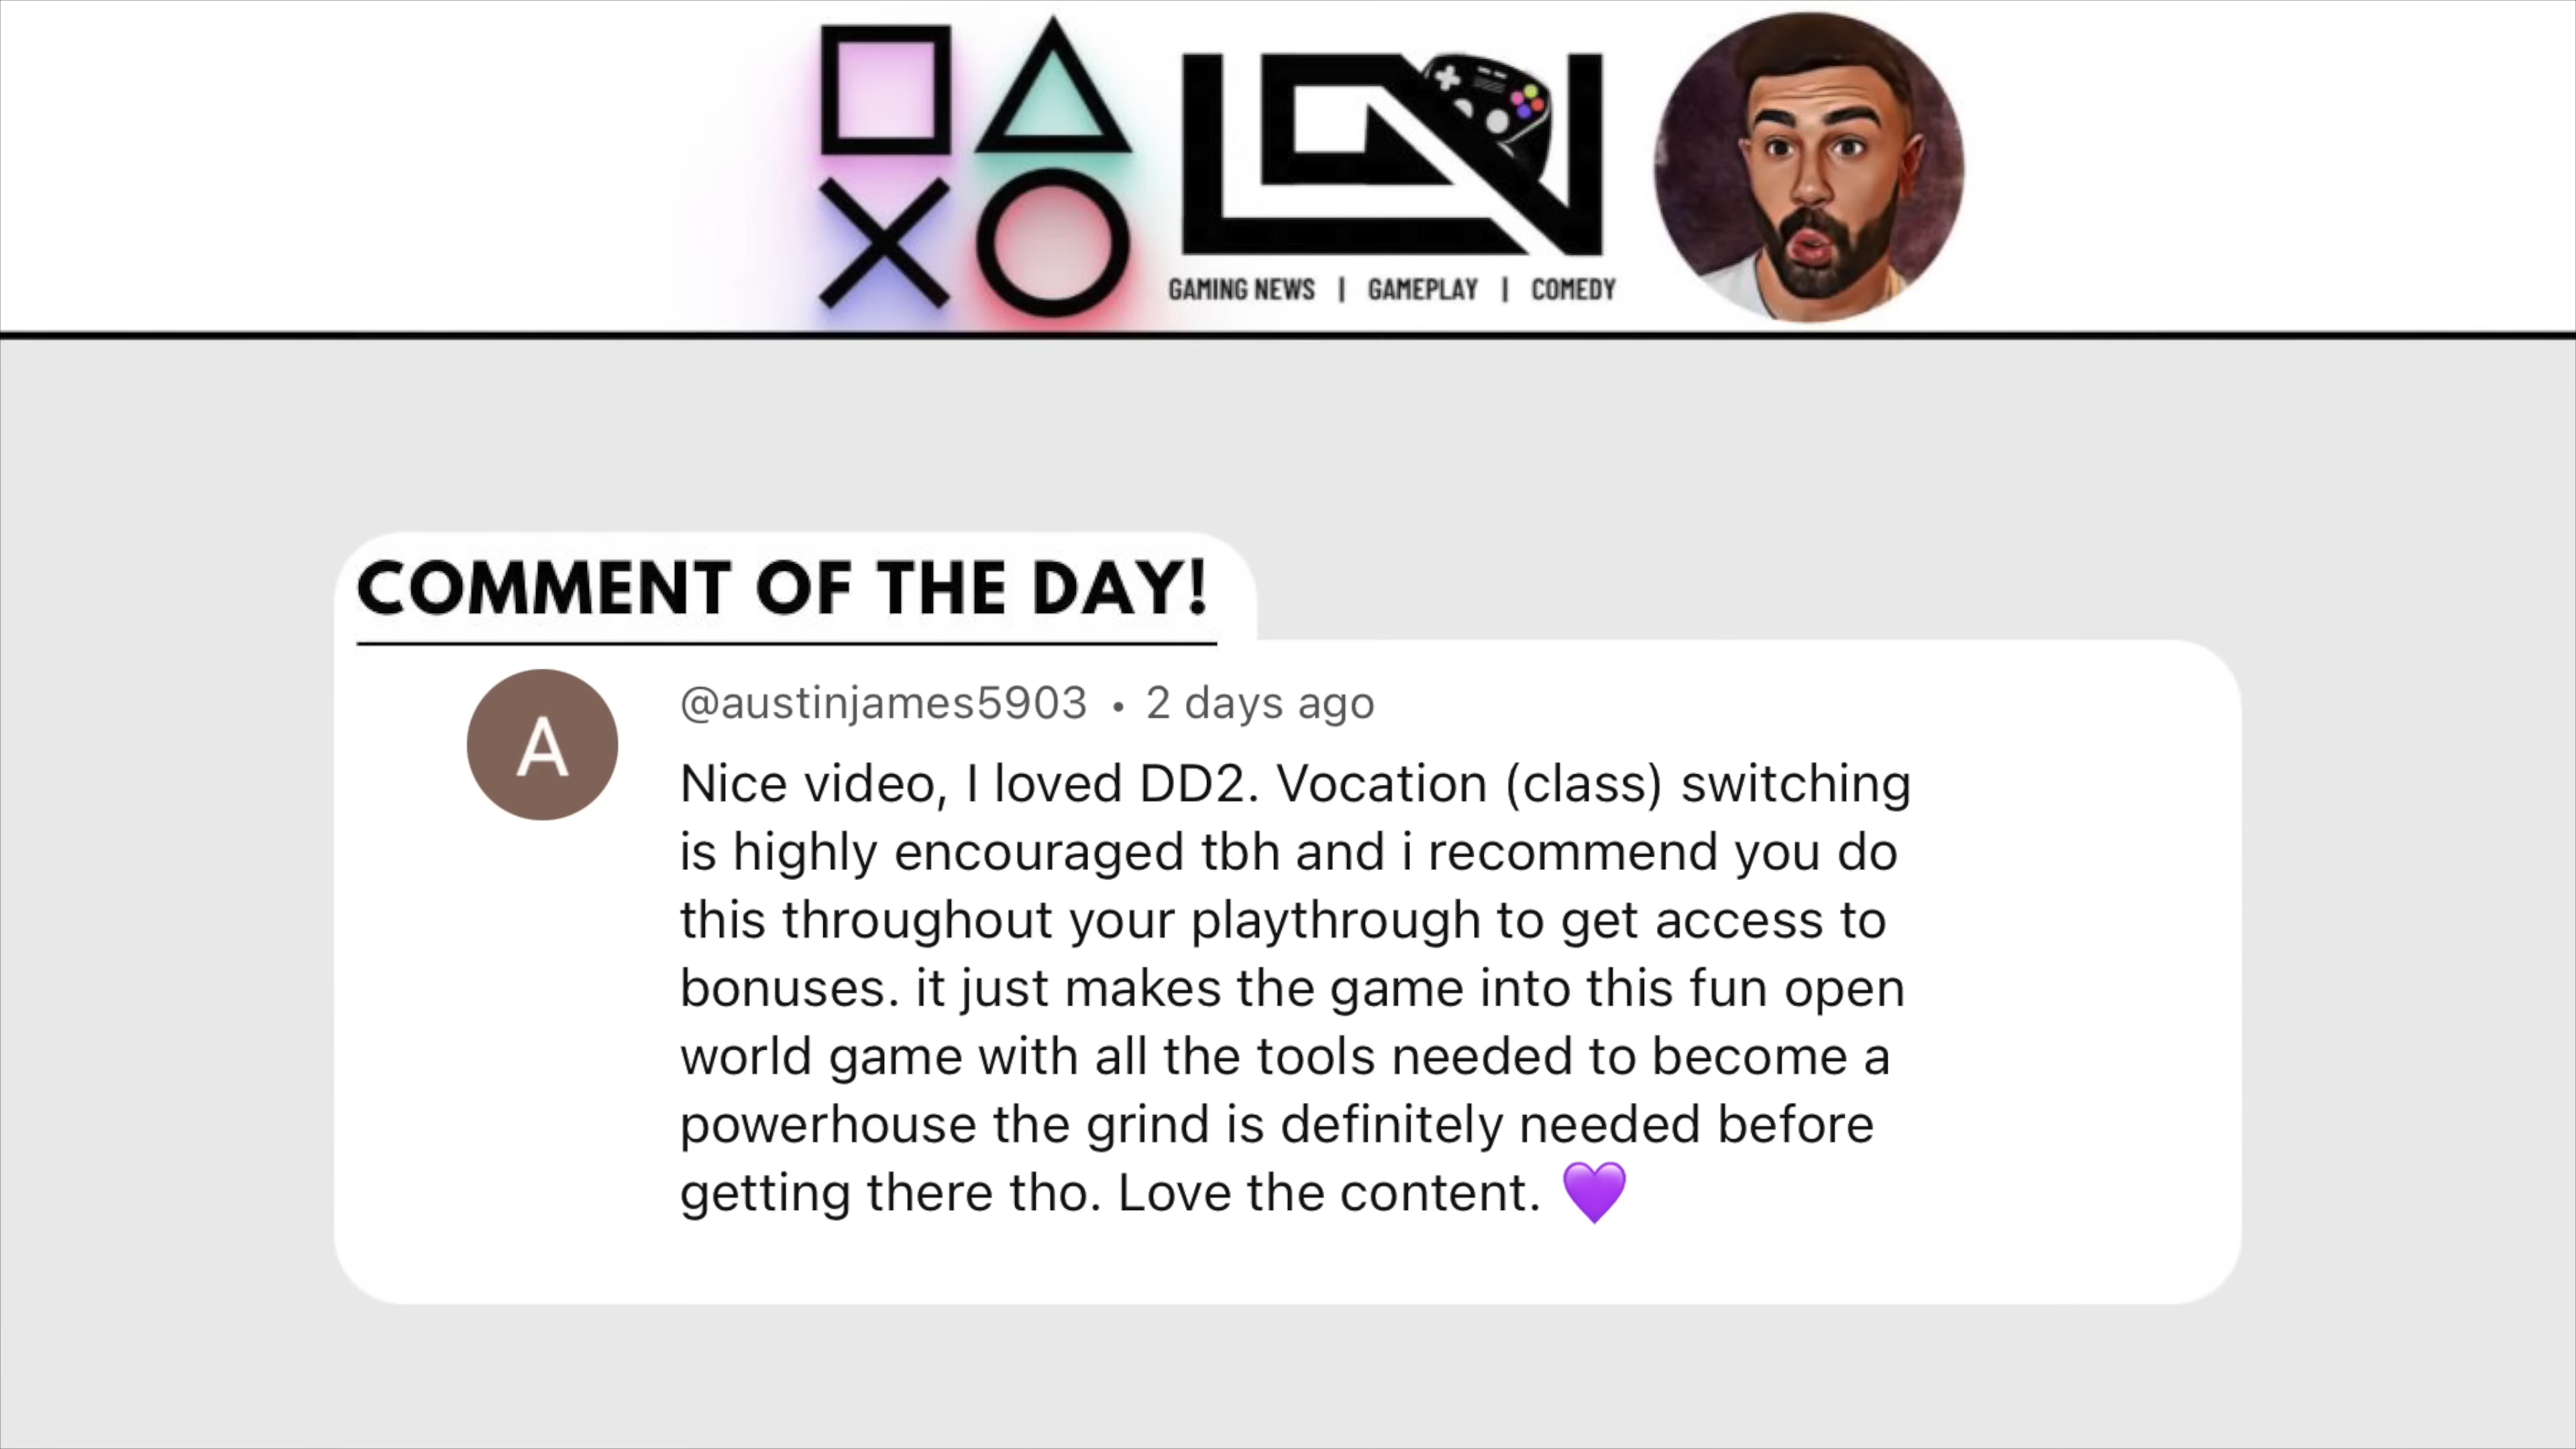 LGN
GAMING NEWS | GAMEPLAY | COMEDY
COMMENT OF THE DAY!
A
@austinjames5903 • 2 days ago
Nice video, I loved DD2. Vocation (class) switching
is highly encouraged tbh and i recommend you do
this throughout your playthrough to get access to
bonuses. it just makes the game into this fun open
world game with all the tools needed to become a
powerhouse the grind is definitely needed before
getting there tho. Love the content. 💜